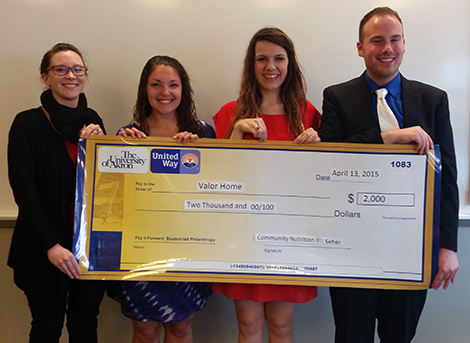 The
University
of Akron
United
Way
April 13, 2015
1083
Date
Pay to the
Order of
Valor Home
$ 2,000
Two Thousand and 00/100
Dollars
Pay it Forward: Student-led Philanthropy
Community Nutrition II: Seher
Memo
Signature